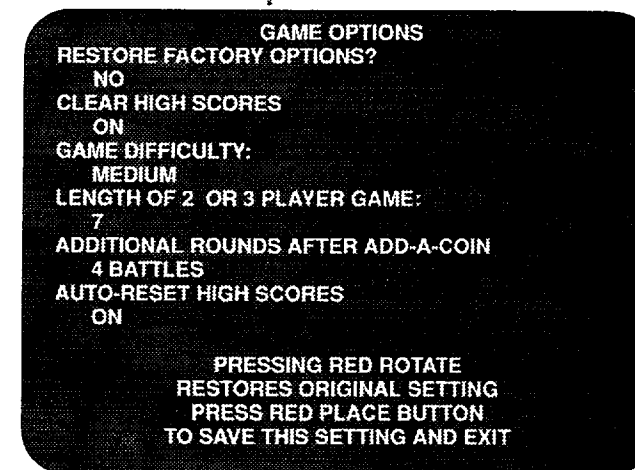 GAME OPTIONS
RESTORE FACTORY OPTIONS?
NO
CLEAR HIGH SCORES
ON
GAME DIFFICULTY:
MEDIUM
LENGTH OF 2 OR 3 PLAYER GAME:
7
ADDITIONAL ROUNDS AFTER ADD-A-COIN
4 BATTLES
AUTO-RESET HIGH SCORES
ON
PRESSING RED ROTATE
RESTORES ORIGINAL SETTING
PRESS RED PLACE BUTTON
TO SAVE THIS SETTING AND EXIT